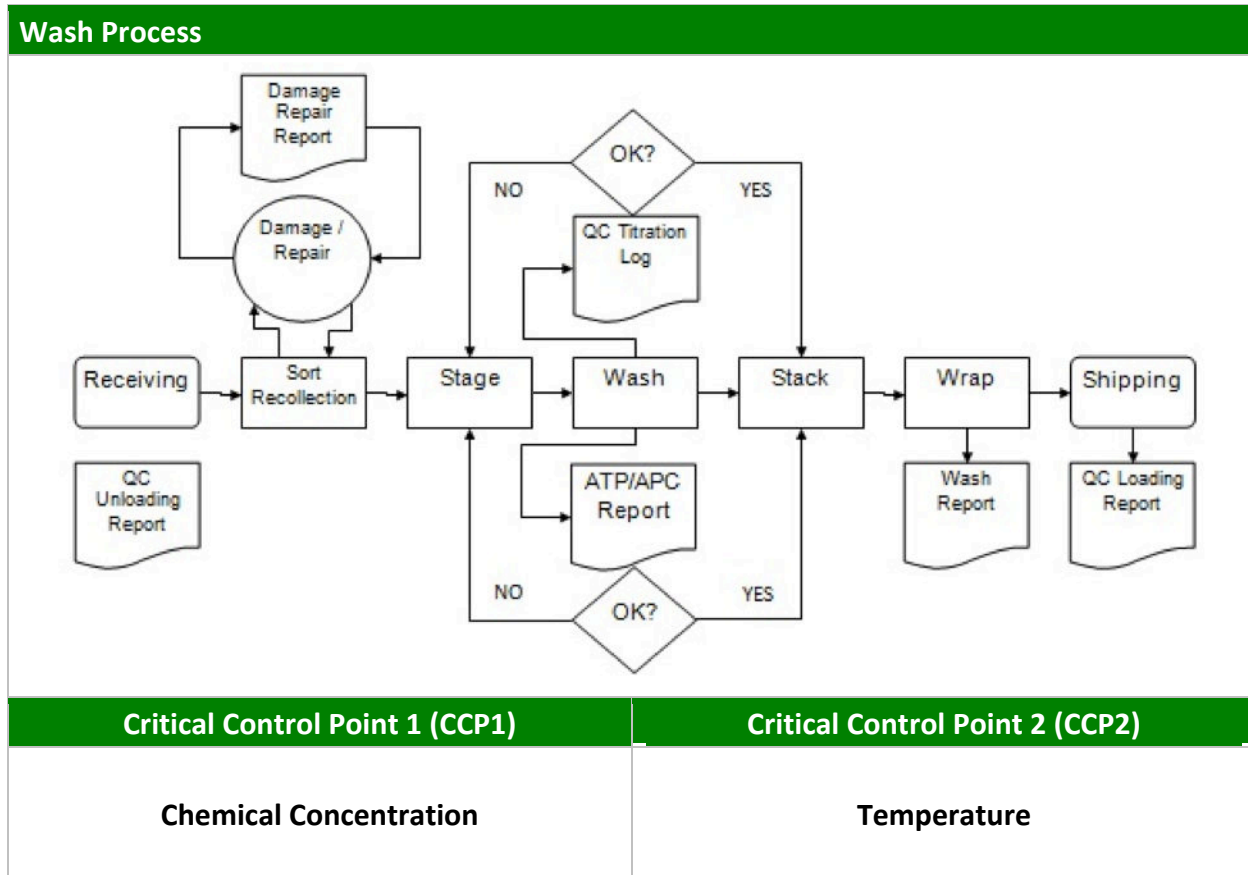 Wash Process
Damage
Repair
Report
OK?
NO
YES
Damage /
Repair
QC Titration
Log
Receiving
Sort
Recollection
Stage
Wash
Stack
Wrap
Shipping
QC
Unloading
Report
ATP/APC
Report
Wash
Report
QC Loading
Report
NO
YES
OK?
Critical Control Point 1 (CCP1)
Critical Control Point 2 (CCP2)
Chemical Concentration
Temperature